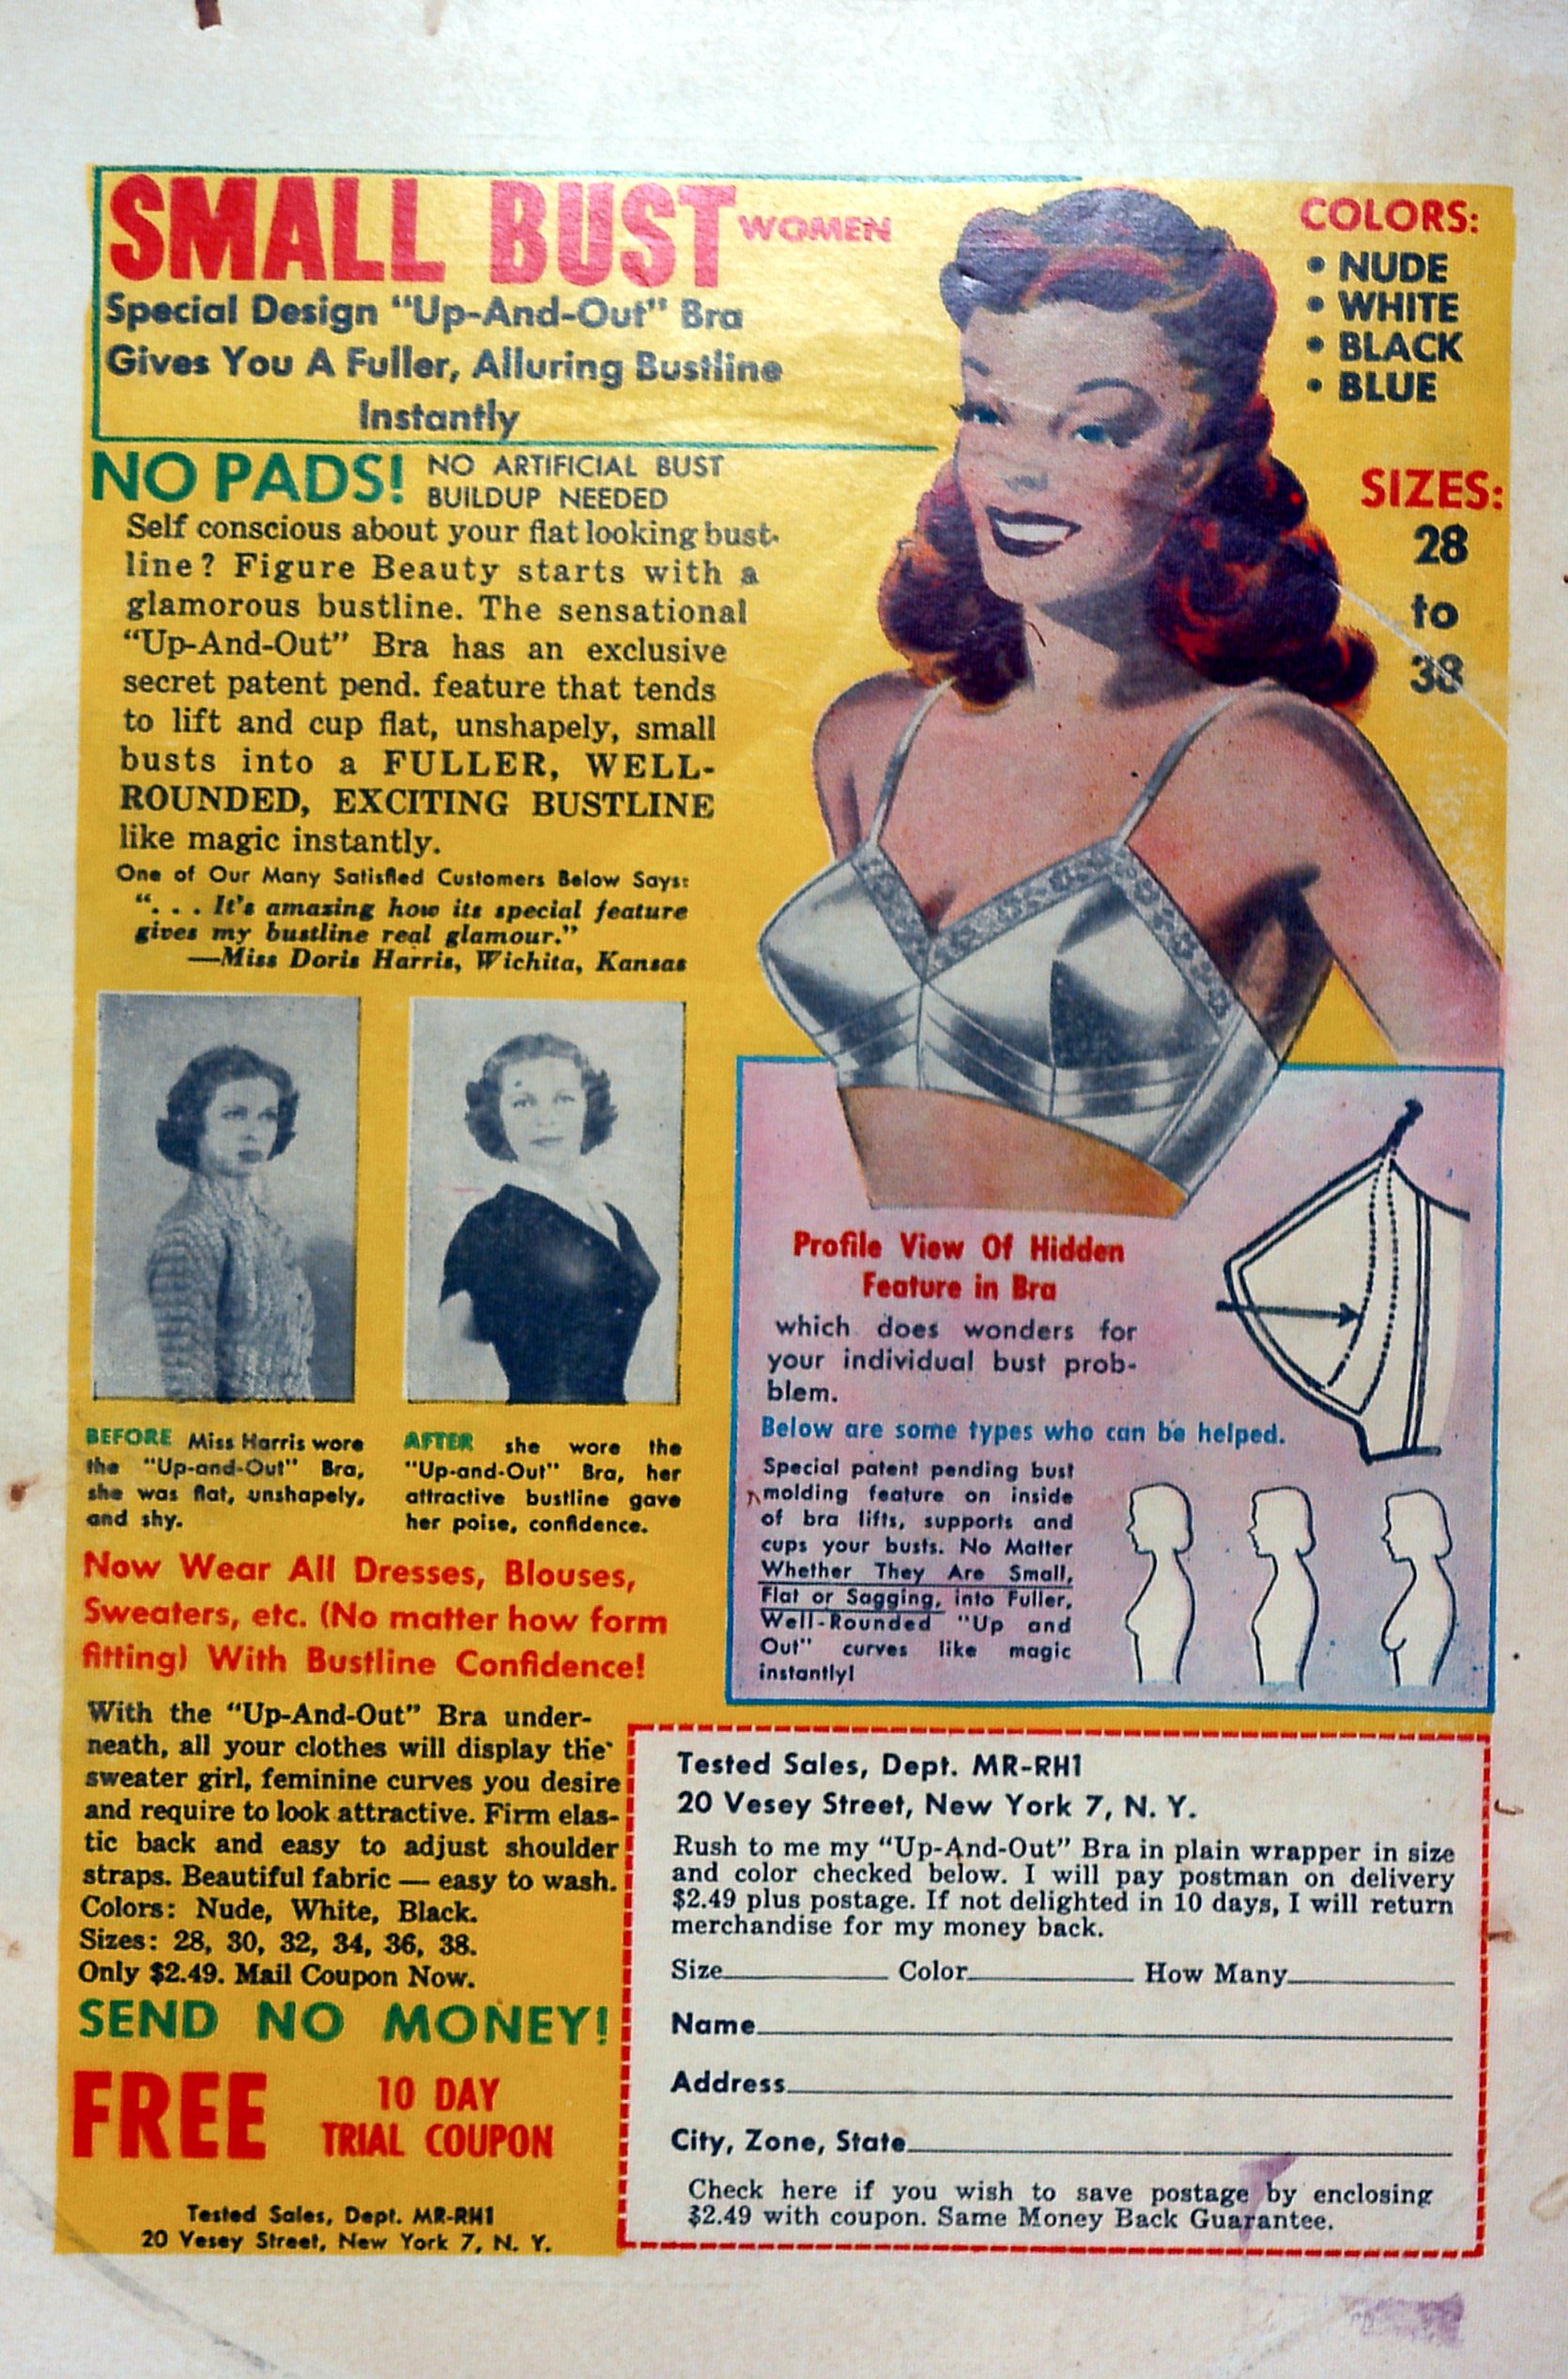 SMALL BUST WOMEN
Special Design "Up-And-Out" Bra
Gives You A Fuller, Alluring Bustline
Instantly
NO PADS! NO ARTIFICIAL BUST
BUILDUP NEEDED
Self conscious about your flat looking bust-
line? Figure Beauty starts with a
glamorous bustline. The sensational
"Up-And-Out" Bra has an exclusive
secret patent pend. feature that tends
to lift and cup flat, unshapely, small
busts into a FULLER, WELL-
ROUNDED, EXCITING BUSTLINE
like magic instantly.
One of Our Many Satisfied Customers Below Says:
". . . It's amazing how its special feature
gives my bustline real glamour."
—Miss Doris Harris, Wichita, Kansas
COLORS:
• NUDE
• WHITE
• BLACK
• BLUE
SIZES:
28
to
38
BEFORE Miss Harris wore
the "Up-and-Out" Bra,
she was flat, unshapely,
and shy.
AFTER she wore the
"Up-and-Out" Bra, her
attractive bustline gave
her poise, confidence.
Profile View Of Hidden
Feature in Bra
which does wonders for
your individual bust prob-
blem.
Below are some types who can be helped.
Special patent pending bust
molding feature on inside
of bra lifts, supports and
cups your busts. No Matter
Whether They Are Small,
Flat or Sagging, into Fuller,
Well-Rounded "Up and
Out" curves like magic
instantly!
Now Wear All Dresses, Blouses,
Sweaters, etc. (No matter how form
fitting) With Bustline Confidence!
With the "Up-And-Out" Bra under-
neath, all your clothes will display the
sweater girl, feminine curves you desire
and require to look attractive. Firm elas-
tic back and easy to adjust shoulder
straps. Beautiful fabric — easy to wash.
Colors: Nude, White, Black.
Sizes: 28, 30, 32, 34, 36, 38.
Only $2.49. Mail Coupon Now.
SEND NO MONEY!
FREE 10 DAY
TRIAL COUPON
Tested Sales, Dept. MR-RH1
20 Vesey Street, New York 7, N. Y.
Tested Sales, Dept. MR-RH1
20 Vesey Street, New York 7, N. Y.
Rush to me my "Up-And-Out" Bra in plain wrapper in size
and color checked below. I will pay postman on delivery
$2.49 plus postage. If not delighted in 10 days, I will return
merchandise for my money back.
Size Color How Many
Name
Address
City, Zone, State
Check here if you wish to save postage by enclosing
$2.49 with coupon. Same Money Back Guarantee.